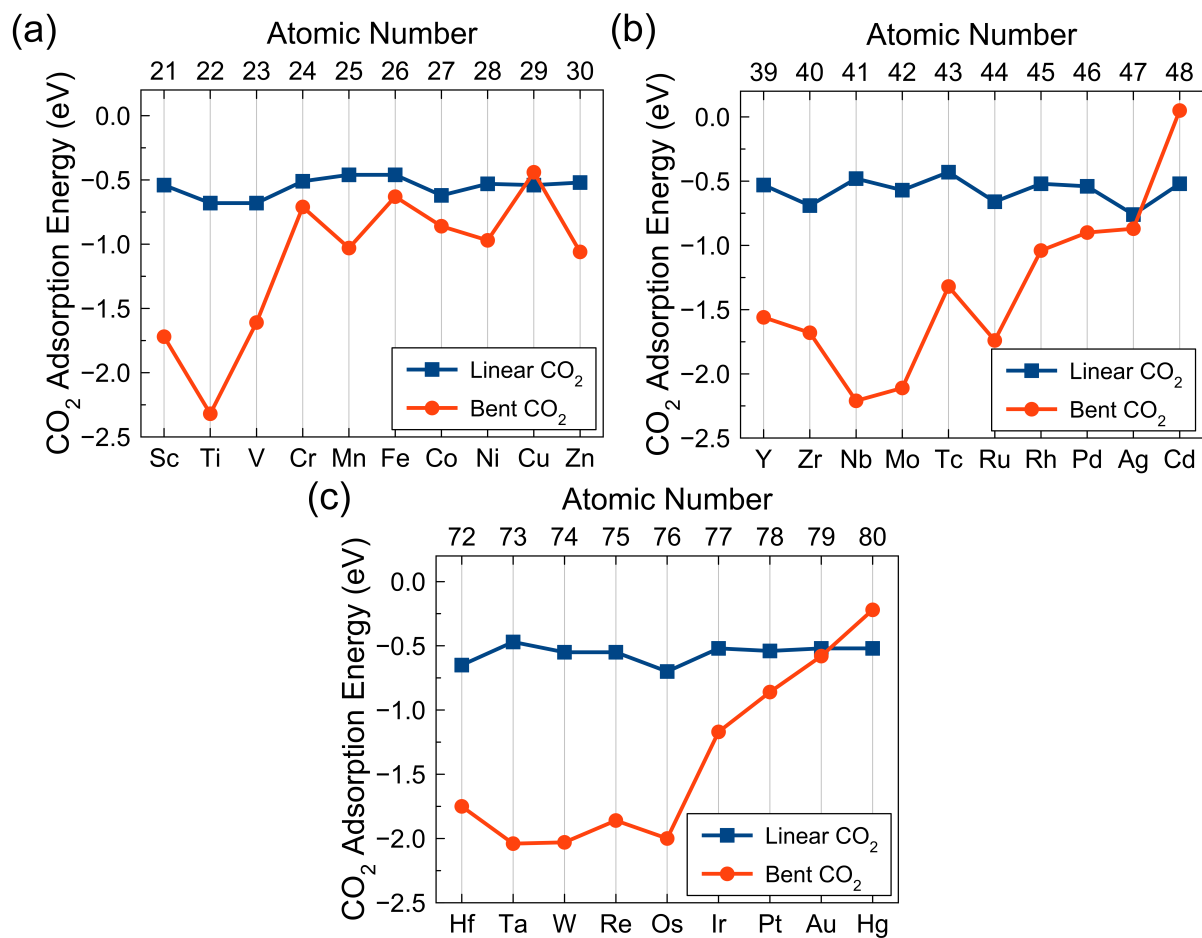 (a)
Atomic Number
21 22 23 24 25 26 27 28 29 30
CO₂ Adsorption Energy (eV)
0.0
−0.5
−1.0
−1.5
−2.0
−2.5
Linear CO₂
Bent CO₂
Sc Ti V Cr Mn Fe Co Ni Cu Zn
(b)
Atomic Number
39 40 41 42 43 44 45 46 47 48
CO₂ Adsorption Energy (eV)
0.0
−0.5
−1.0
−1.5
−2.0
−2.5
Linear CO₂
Bent CO₂
Y Zr Nb Mo Tc Ru Rh Pd Ag Cd
(c)
Atomic Number
72 73 74 75 76 77 78 79 80
CO₂ Adsorption Energy (eV)
0.0
−0.5
−1.0
−1.5
−2.0
−2.5
Linear CO₂
Bent CO₂
Hf Ta W Re Os Ir Pt Au Hg